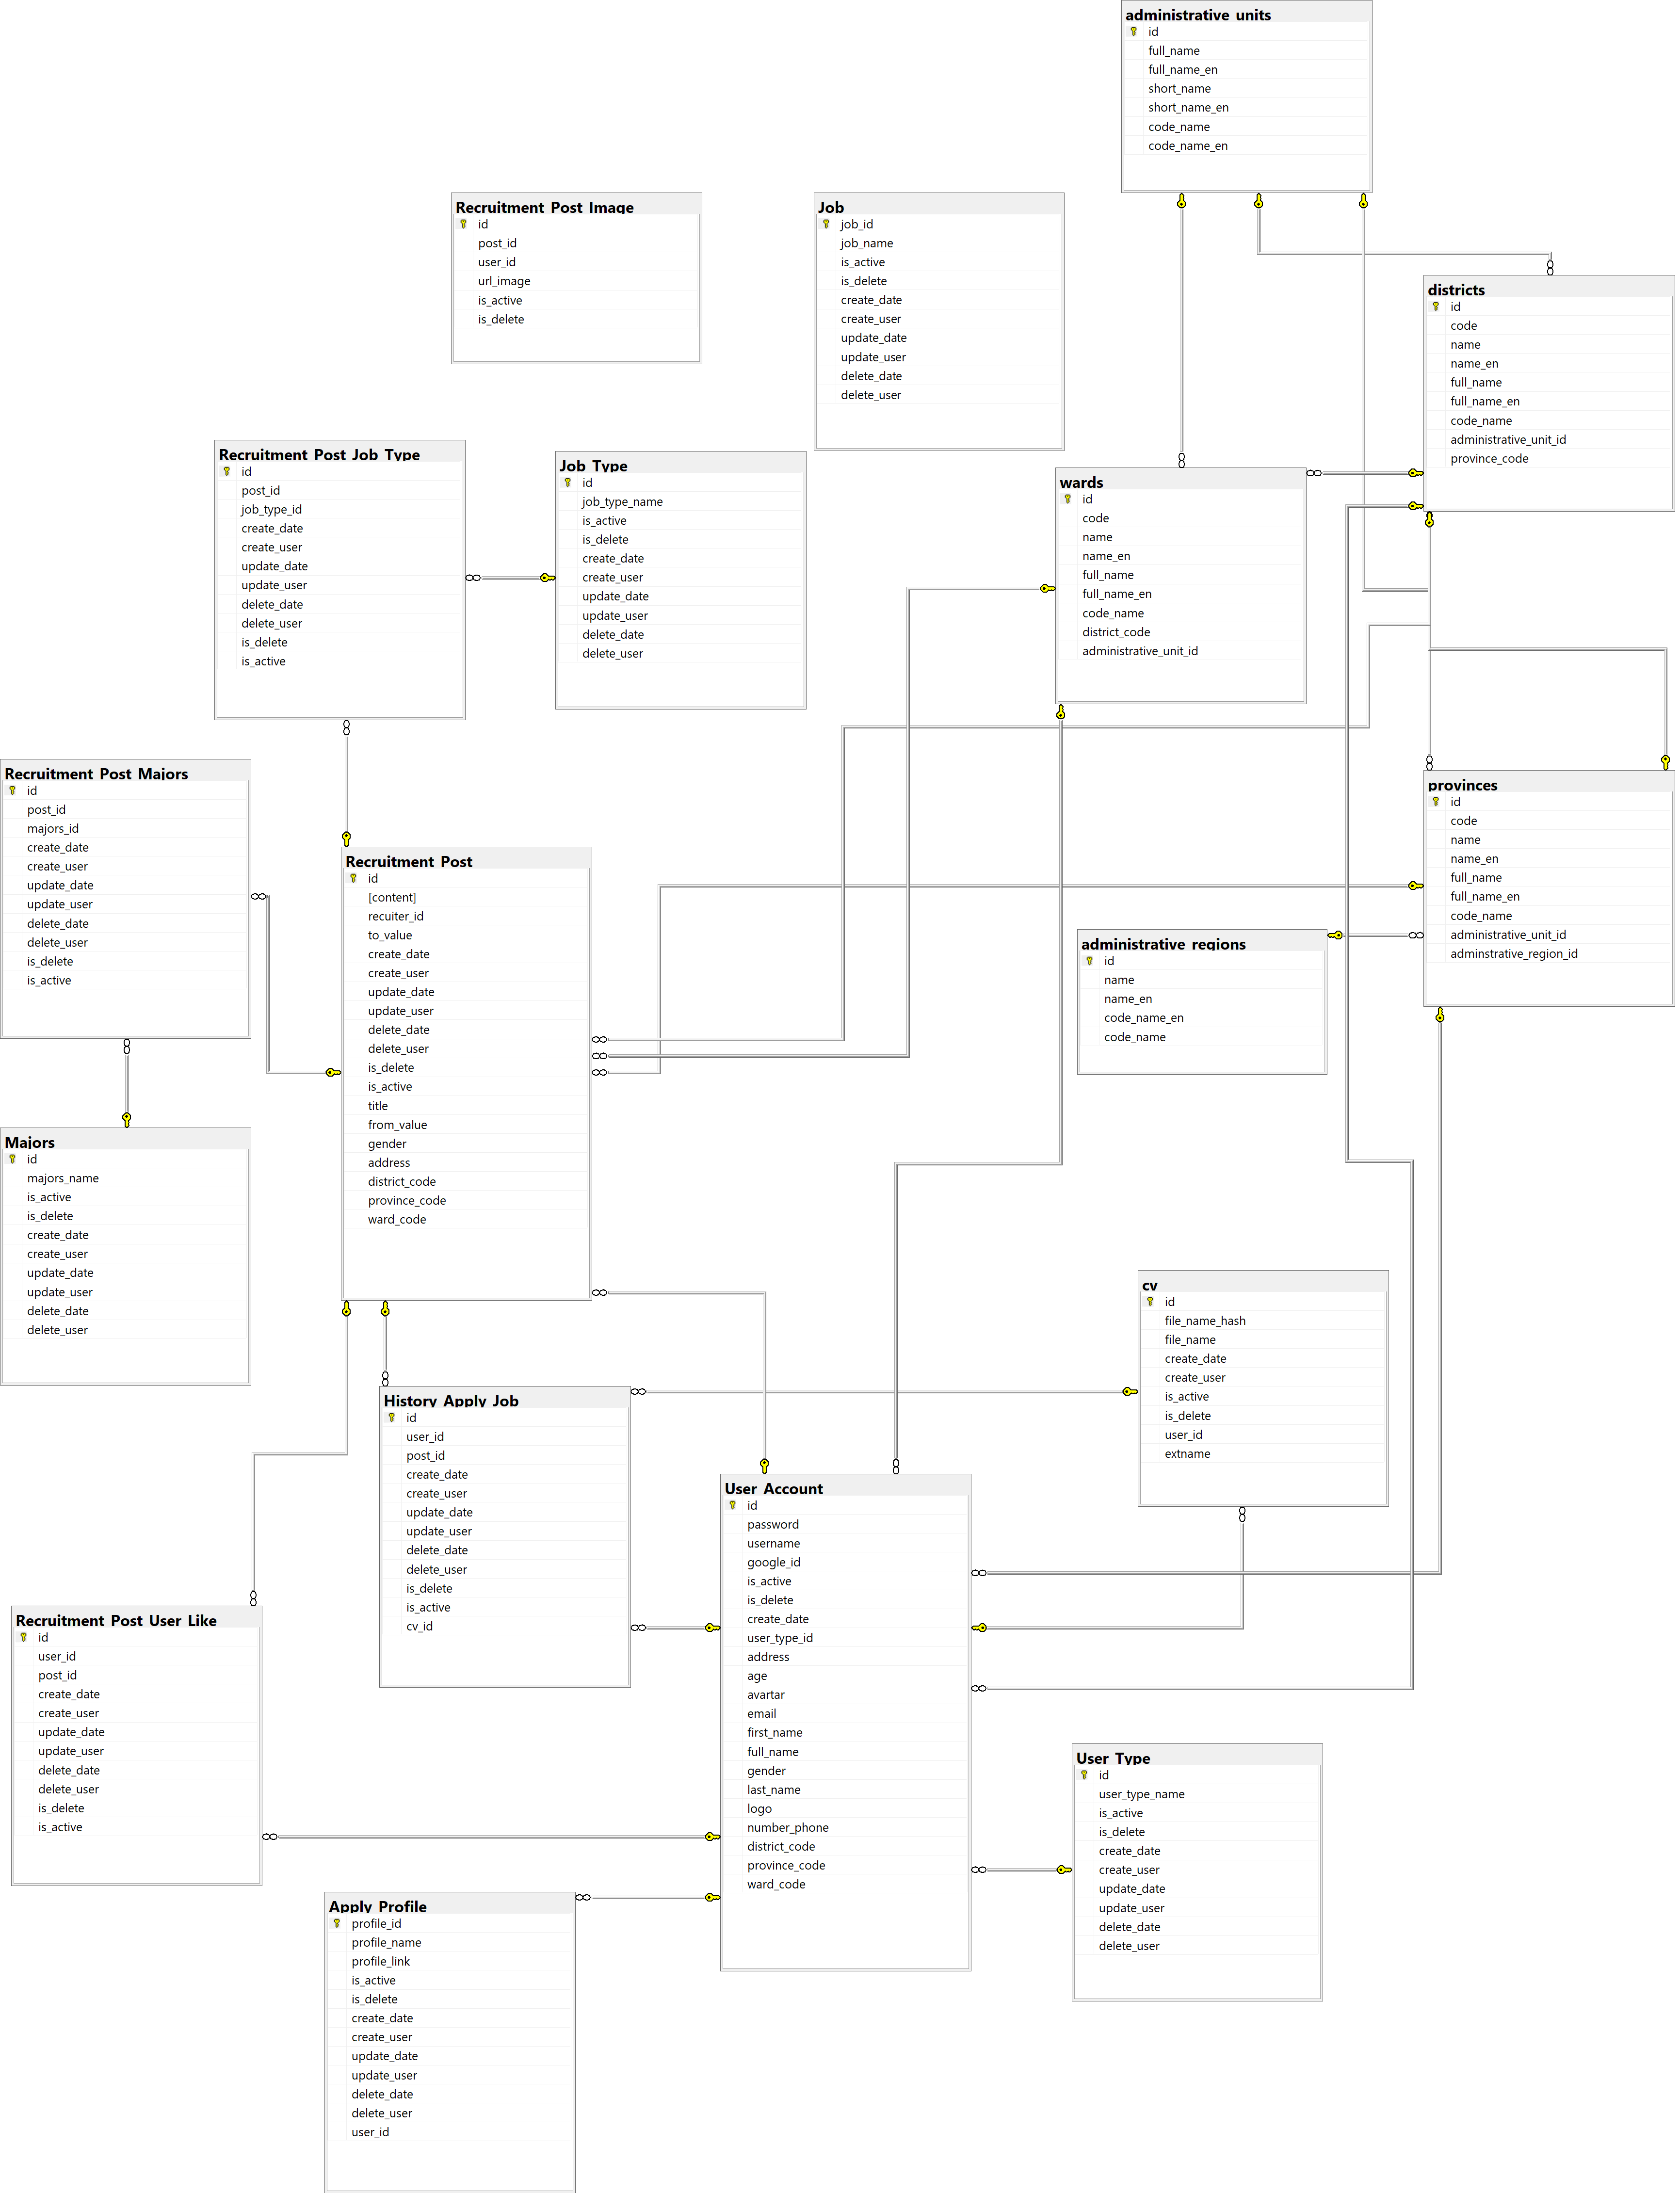 administrative_units
id
full_name
full_name_en
short_name
short_name_en
code_name
code_name_en
Recruitment_Post_Image
id
post_id
user_id
url_image
is_active
is_delete
Job
job_id
job_name
is_active
is_delete
create_date
create_user
update_date
update_user
delete_date
delete_user
districts
id
code
name
name_en
full_name
full_name_en
code_name
administrative_unit_id
province_code
Recruitment_Post_Job_Type
id
post_id
job_type_id
create_date
create_user
update_date
update_user
delete_date
delete_user
is_delete
is_active
Job_Type
id
job_type_name
is_active
is_delete
create_date
create_user
update_date
update_user
delete_date
delete_user
wards
id
code
name
name_en
full_name
full_name_en
code_name
district_code
administrative_unit_id
Recruitment_Post_Majors
id
post_id
majors_id
create_date
create_user
update_date
update_user
delete_date
delete_user
is_delete
is_active
provinces
id
code
name
name_en
full_name
full_name_en
code_name
administrative_unit_id
adminstrative_region_id
Recruitment_Post
id
[content]
recuiter_id
to_value
create_date
create_user
update_date
update_user
delete_date
delete_user
is_delete
is_active
title
from_value
gender
address
district_code
province_code
ward_code
administrative_regions
id
name
name_en
code_name_en
code_name
Majors
id
majors_name
is_active
is_delete
create_date
create_user
update_date
update_user
delete_date
delete_user
cv
id
file_name_hash
file_name
create_date
create_user
is_active
is_delete
user_id
extname
History_Apply_Job
id
user_id
post_id
create_date
create_user
update_date
update_user
delete_date
delete_user
is_delete
is_active
cv_id
User_Account
id
password
username
google_id
is_active
is_delete
create_date
user_type_id
address
age
avartar
email
first_name
full_name
gender
last_name
logo
number_phone
district_code
province_code
ward_code
Recruitment_Post_User_Like
id
user_id
post_id
create_date
create_user
update_date
update_user
delete_date
delete_user
is_delete
is_active
User_Type
id
user_type_name
is_active
is_delete
create_date
create_user
update_date
update_user
delete_date
delete_user
Apply_Profile
profile_id
profile_name
profile_link
is_active
is_delete
create_date
create_user
update_date
update_user
delete_date
delete_user
user_id